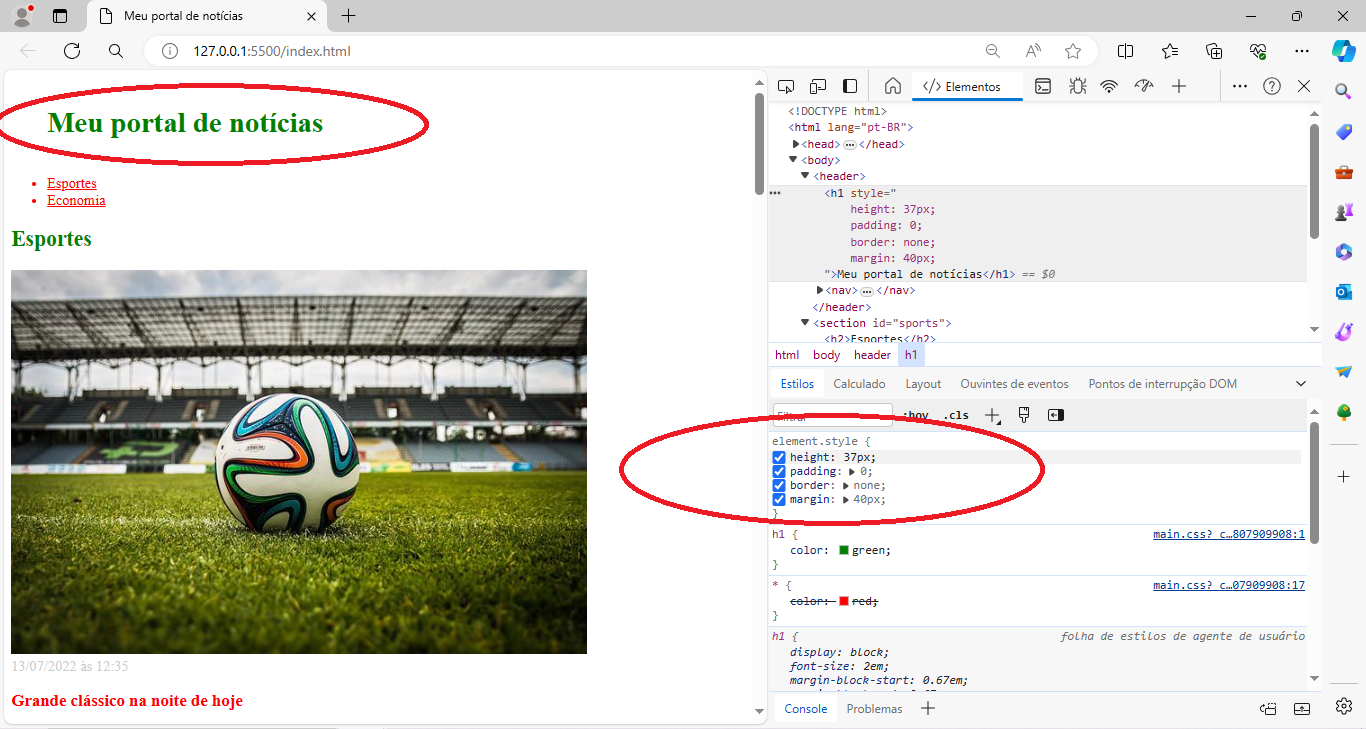 Meu portal de notícias
127.0.0.1:5500/index.html
Meu portal de notícias
Esportes
Economia
Esportes
13/07/2022 às 12:35
Grande clássico na noite de hoje
Elementos
<!DOCTYPE html>
<html lang="pt-BR">
<head> … </head>
<body>
<header>
<h1 style="
height: 37px;
padding: 0;
border: none;
margin: 40px;
">Meu portal de notícias</h1> == $0
<nav> … </nav>
</header>
<section id="sports">
<h2>Esportes</h2>
html body header h1
Estilos Calculado Layout Ouvintes de eventos Pontos de interrupção DOM
Filtrar :hov .cls
element.style {
height: 37px;
padding: 0;
border: none;
margin: 40px;
}
h1 { main.css? c…807909908:1
color: green;
}
* { main.css? c…07909908:17
color: red;
}
h1 { folha de estilos de agente de usuário
display: block;
font-size: 2em;
margin-block-start: 0.67em;
Console Problemas